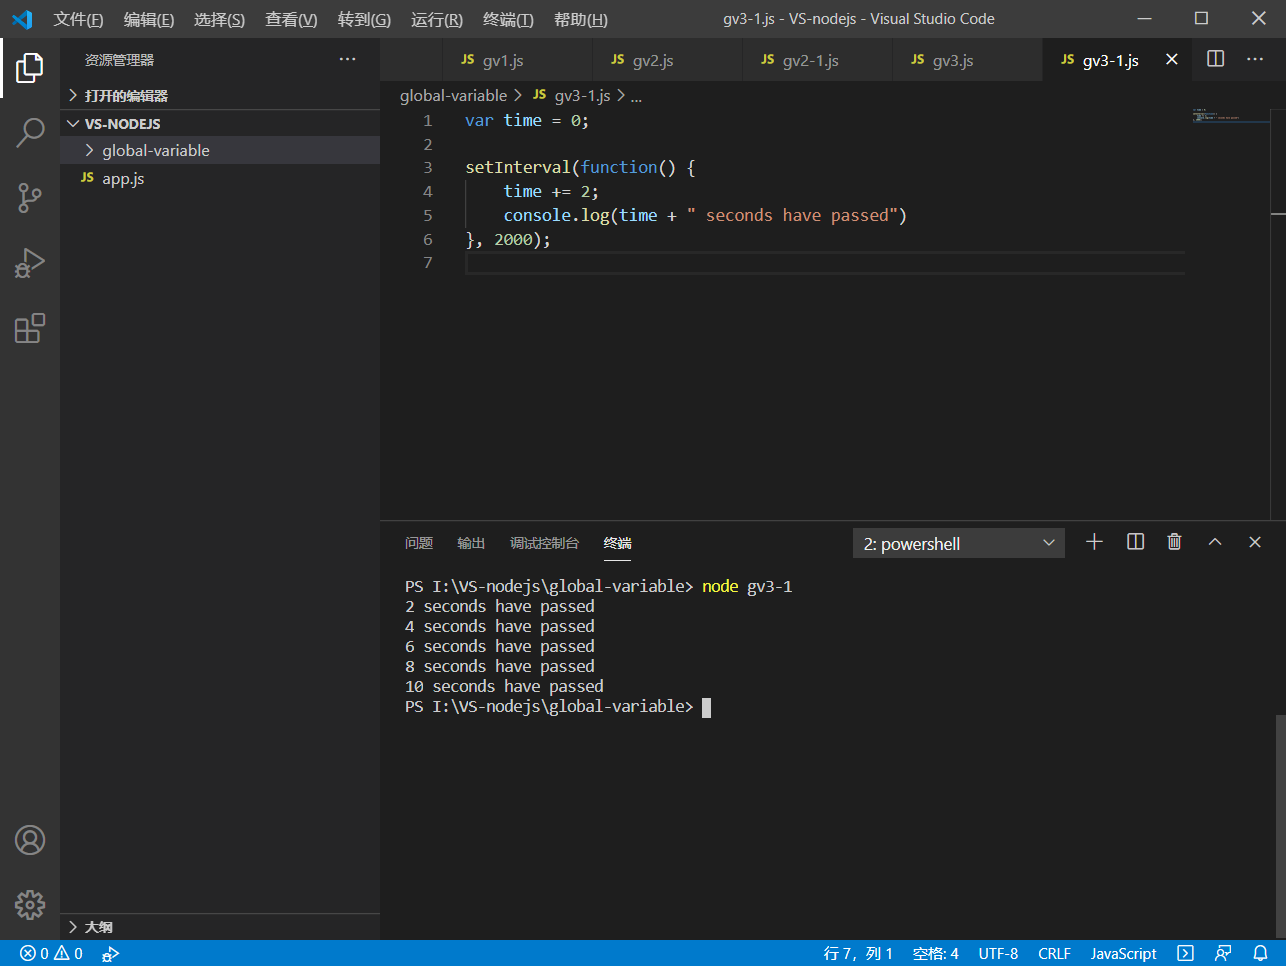 文件(F) 编辑(E) 选择(S) 查看(V) 转到(G) 运行(R) 终端(T) 帮助(H) gv3-1.js - VS-nodejs - Visual Studio Code
资源管理器 ···
打开的编辑器
VS-NODEJS
global-variable
JS app.js
大纲
JS gv1.js JS gv2.js JS gv2-1.js JS gv3.js JS gv3-1.js ···
global-variable > JS gv3-1.js > ...
1 var time = 0;
2
3 setInterval(function() {
4 time += 2;
5 console.log(time + " seconds have passed")
6 }, 2000);
7
问题 输出 调试控制台 终端 2: powershell
PS I:\VS-nodejs\global-variable> node gv3-1
2 seconds have passed
4 seconds have passed
6 seconds have passed
8 seconds have passed
10 seconds have passed
PS I:\VS-nodejs\global-variable>
0 0 行 7，列 1 空格: 4 UTF-8 CRLF JavaScript